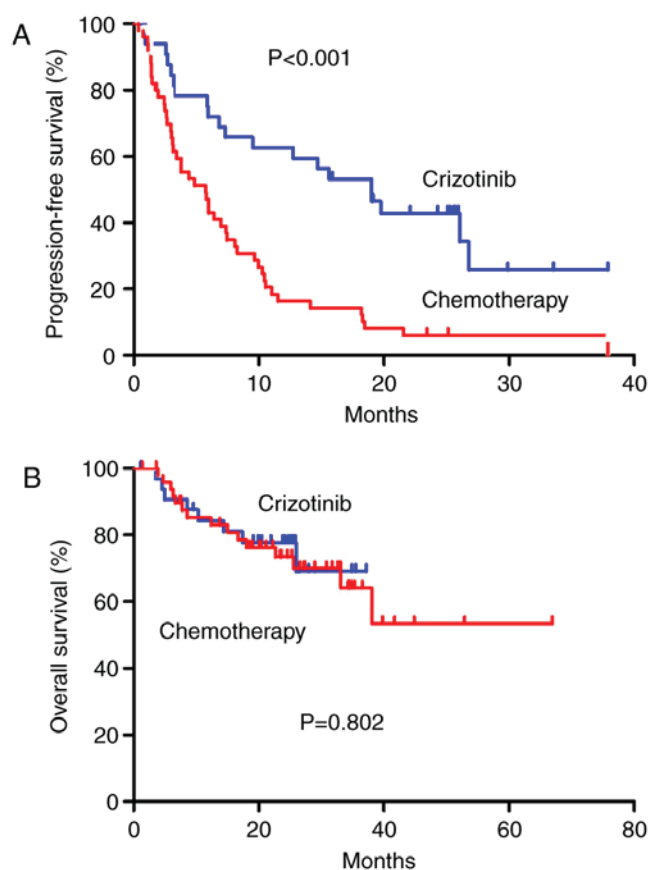 A
P<0.001
Progression-free survival (%)
100
80
60
40
20
0
Crizotinib
Chemotherapy
0 10 20 30 40
Months
B
Overall survival (%)
100
80
60
40
20
0
Crizotinib
Chemotherapy
P=0.802
0 20 40 60 80
Months